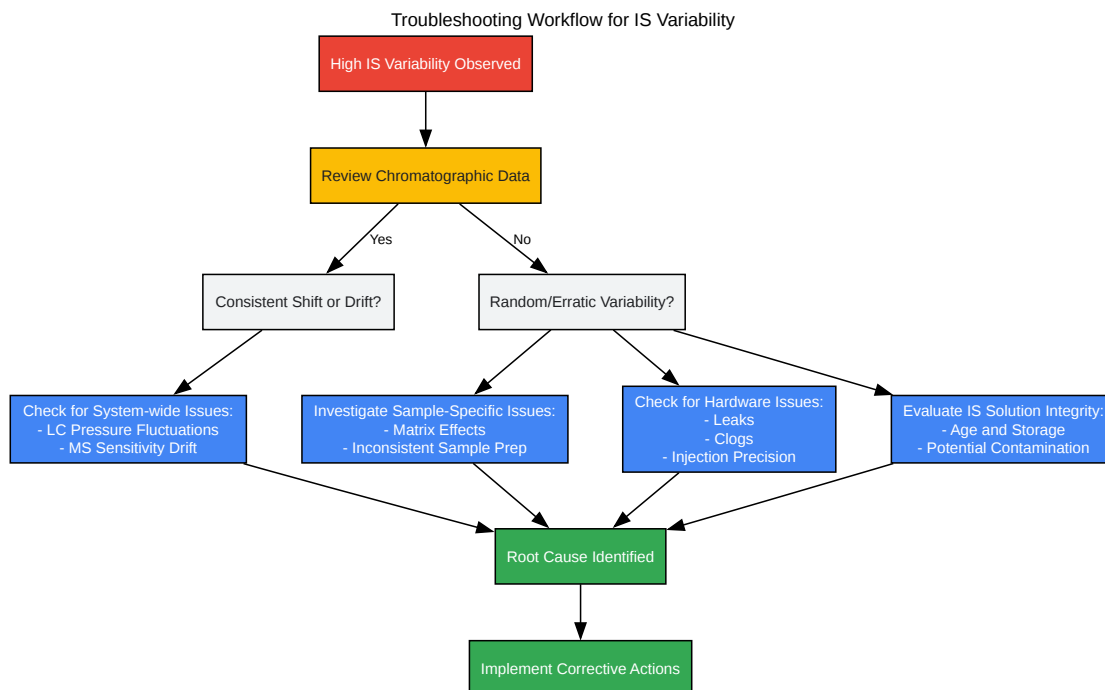 Troubleshooting Workflow for IS Variability
High IS Variability Observed
Review Chromatographic Data
Yes
No
Consistent Shift or Drift?
Random/Erratic Variability?
Check for System-wide Issues:
- LC Pressure Fluctuations
- MS Sensitivity Drift
Investigate Sample-Specific Issues:
- Matrix Effects
- Inconsistent Sample Prep
Check for Hardware Issues:
- Leaks
- Clogs
- Injection Precision
Evaluate IS Solution Integrity:
- Age and Storage
- Potential Contamination
Root Cause Identified
Implement Corrective Actions